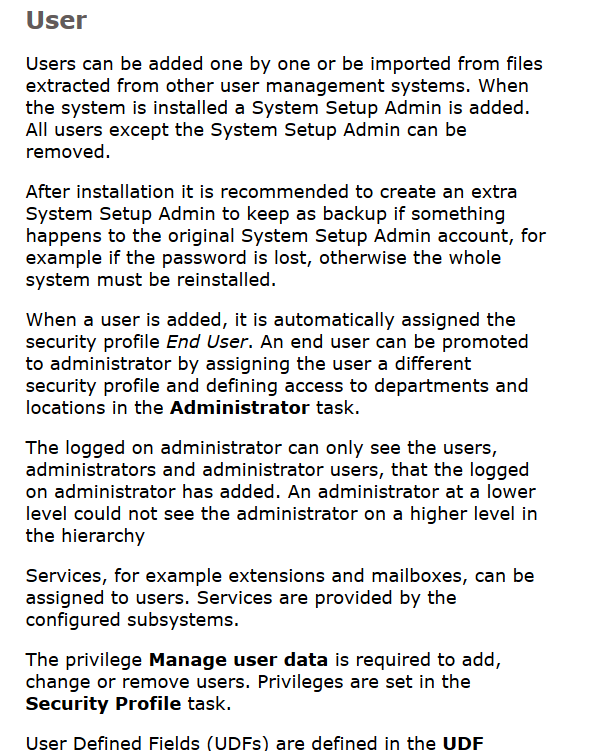 User
Users can be added one by one or be imported from files
extracted from other user management systems. When
the system is installed a System Setup Admin is added.
All users except the System Setup Admin can be
removed.
After installation it is recommended to create an extra
System Setup Admin to keep as backup if something
happens to the original System Setup Admin account, for
example if the password is lost, otherwise the whole
system must be reinstalled.
When a user is added, it is automatically assigned the
security profile End User. An end user can be promoted
to administrator by assigning the user a different
security profile and defining access to departments and
locations in the Administrator task.
The logged on administrator can only see the users,
administrators and administrator users, that the logged
on administrator has added. An administrator at a lower
level could not see the administrator on a higher level in
the hierarchy
Services, for example extensions and mailboxes, can be
assigned to users. Services are provided by the
configured subsystems.
The privilege Manage user data is required to add,
change or remove users. Privileges are set in the
Security Profile task.
User Defined Fields (UDFs) are defined in the UDF